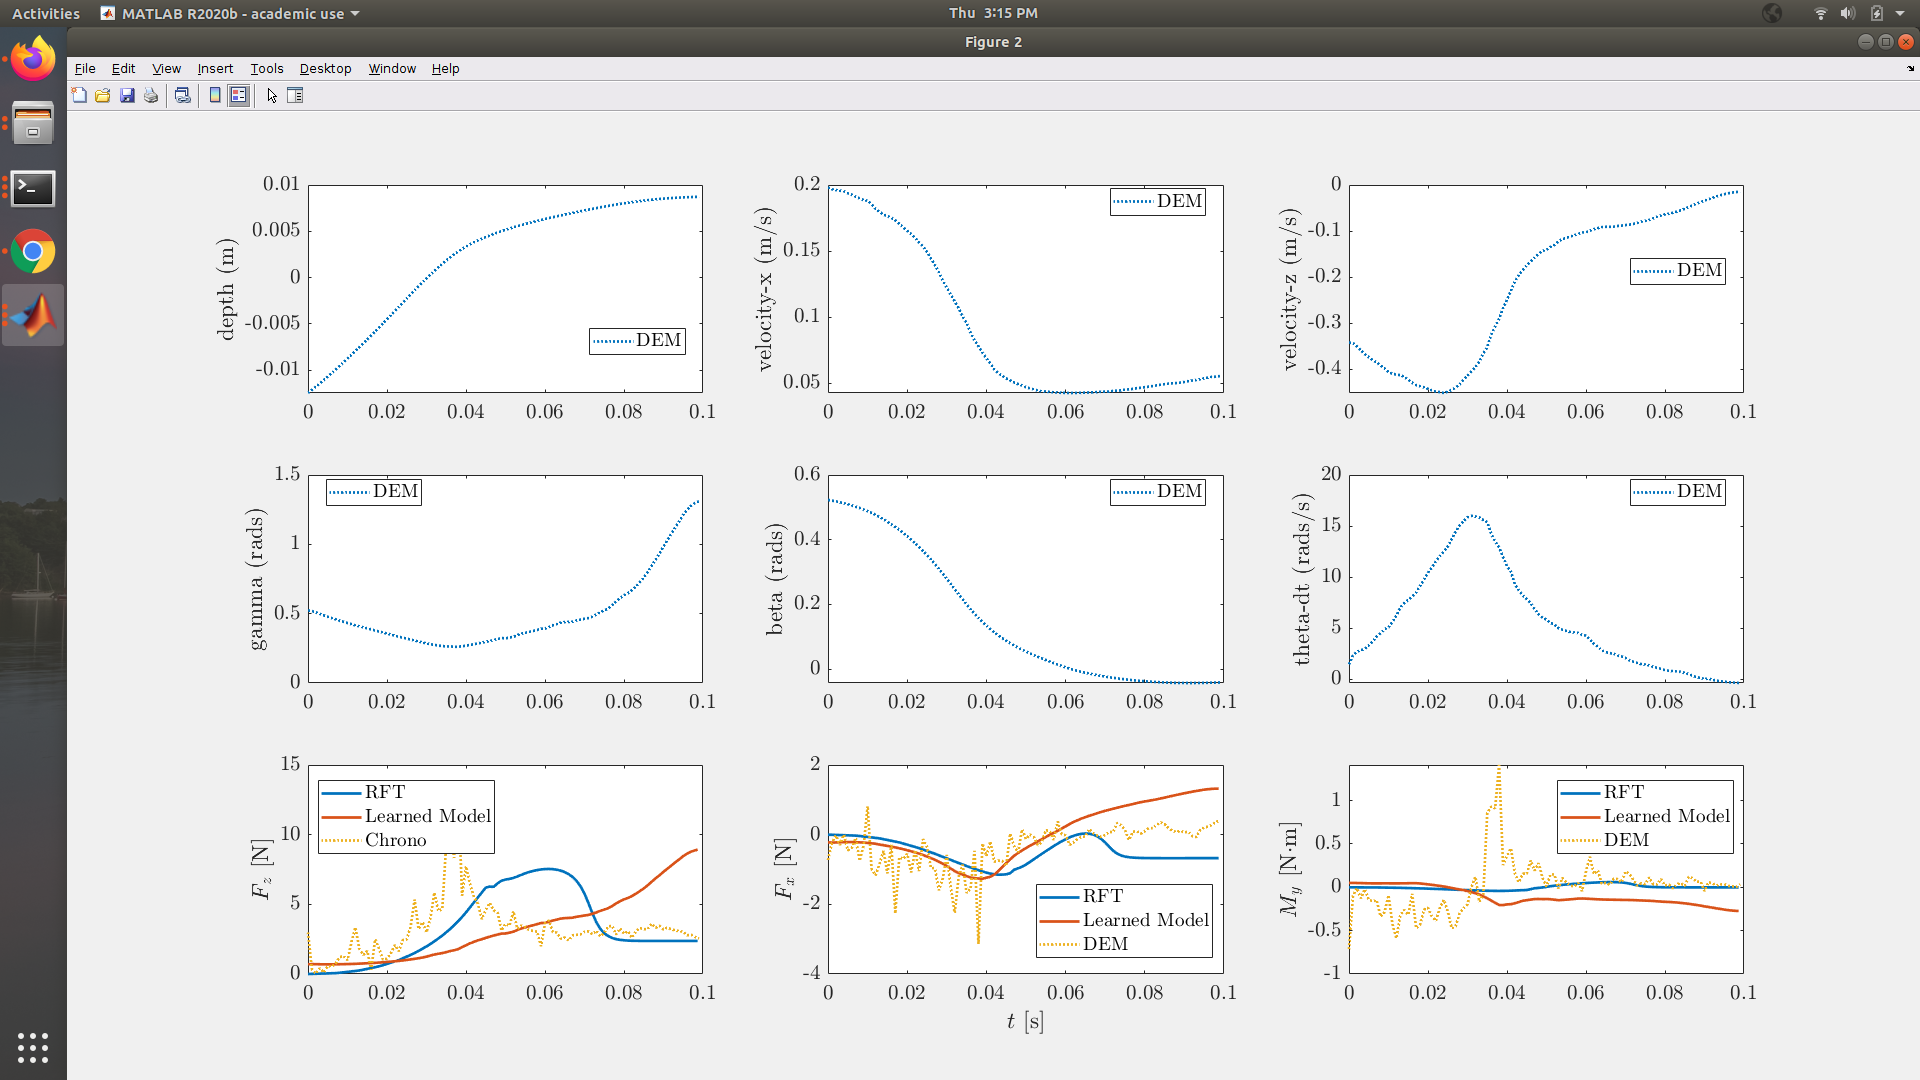 Activities MATLAB R2020b - academic use Thu 3:15 PM
Figure 2
File Edit View Insert Tools Desktop Window Help
depth (m)
0.01
0.005
0
-0.005
-0.01
DEM
0 0.02 0.04 0.06 0.08 0.1
velocity-x (m/s)
0.2
0.15
0.1
0.05
DEM
0 0.02 0.04 0.06 0.08 0.1
velocity-z (m/s)
0
-0.1
-0.2
-0.3
-0.4
DEM
0 0.02 0.04 0.06 0.08 0.1
gamma (rads)
1.5
1
0.5
0
DEM
0 0.02 0.04 0.06 0.08 0.1
beta (rads)
0.6
0.4
0.2
0
DEM
0 0.02 0.04 0.06 0.08 0.1
theta-dt (rads/s)
20
15
10
5
0
DEM
0 0.02 0.04 0.06 0.08 0.1
F_z [N]
15
10
5
0
RFT
Learned Model
Chrono
0 0.02 0.04 0.06 0.08 0.1
F_x [N]
2
0
-2
-4
RFT
Learned Model
DEM
0 0.02 0.04 0.06 0.08 0.1
t [s]
M_y [N·m]
1
0.5
0
-0.5
-1
RFT
Learned Model
DEM
0 0.02 0.04 0.06 0.08 0.1